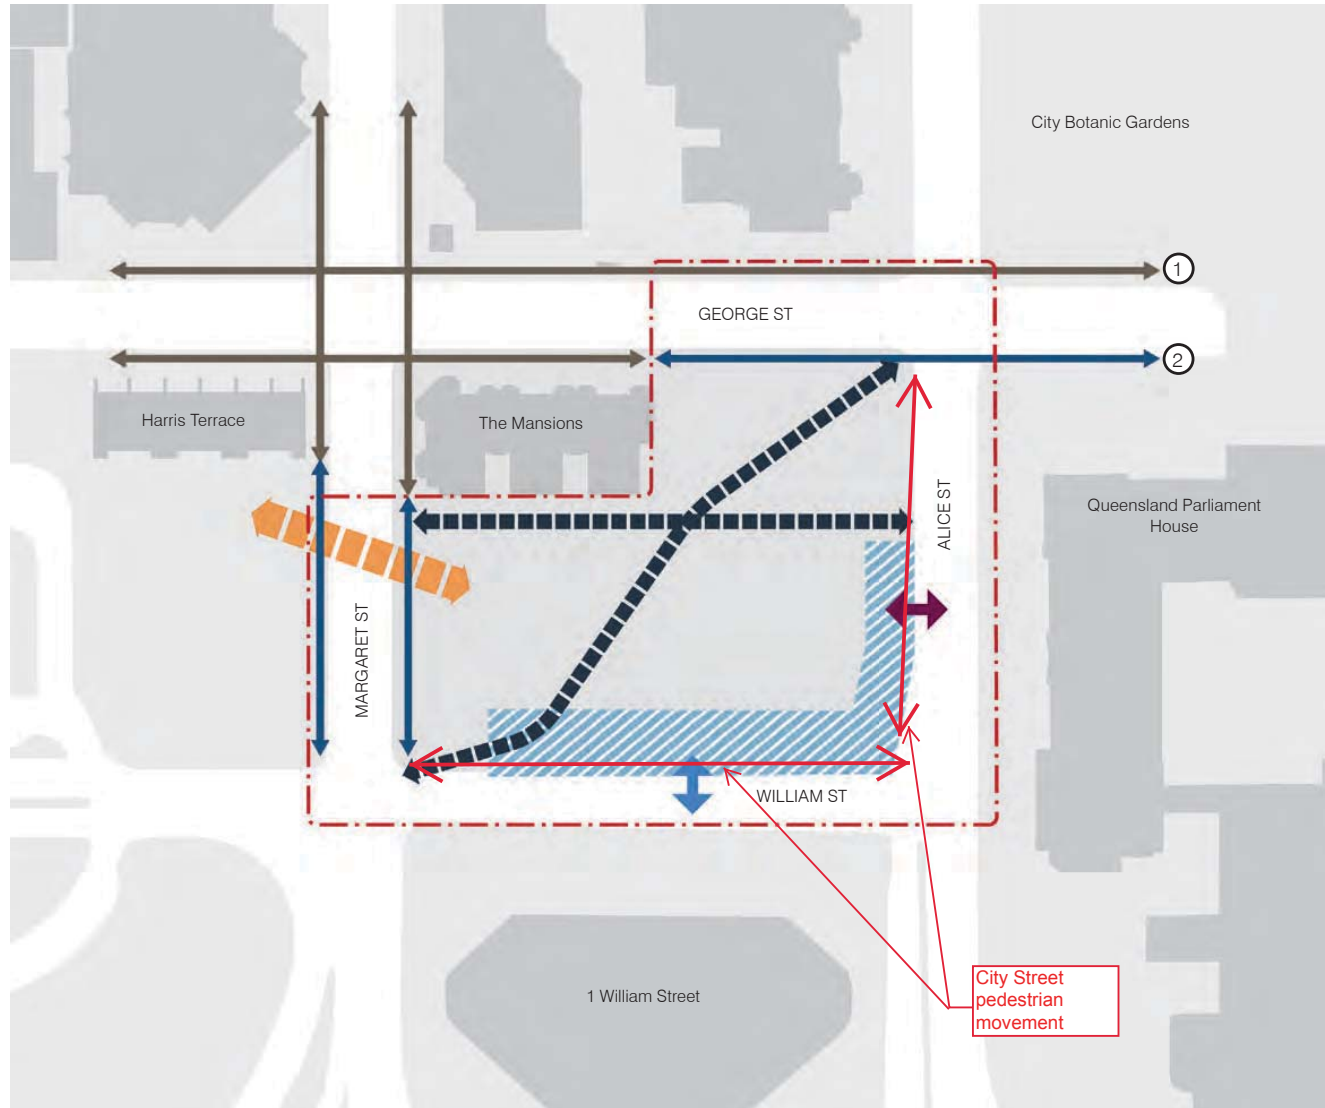 City Botanic Gardens
1
GEORGE ST
2
Harris Terrace
The Mansions
Queensland Parliament
House
ALICE ST
MARGARET ST
WILLIAM ST
1 William Street
City Street
pedestrian
movement